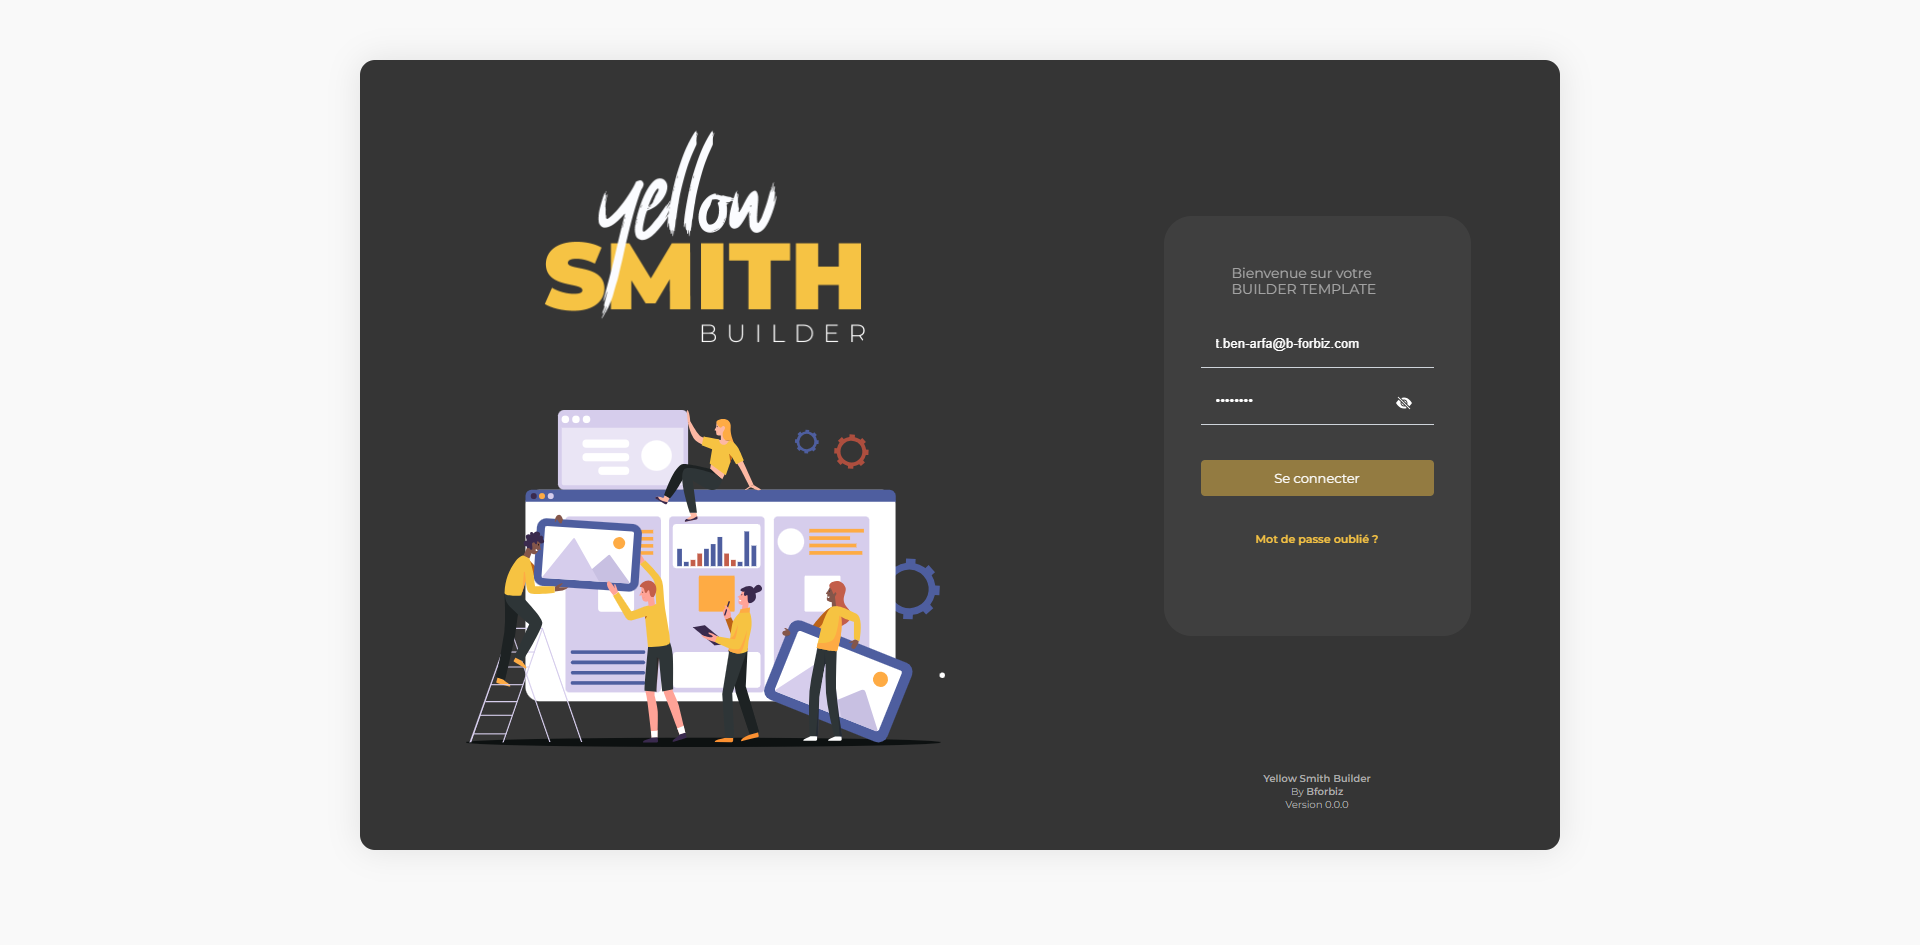 yellow
SMITH
BUILDER
Bienvenue sur votre
BUILDER TEMPLATE
t.ben-arfa@b-forbiz.com
••••••••
Se connecter
Mot de passe oublié ?
Yellow Smith Builder
By Bforbiz
Version 0.0.0